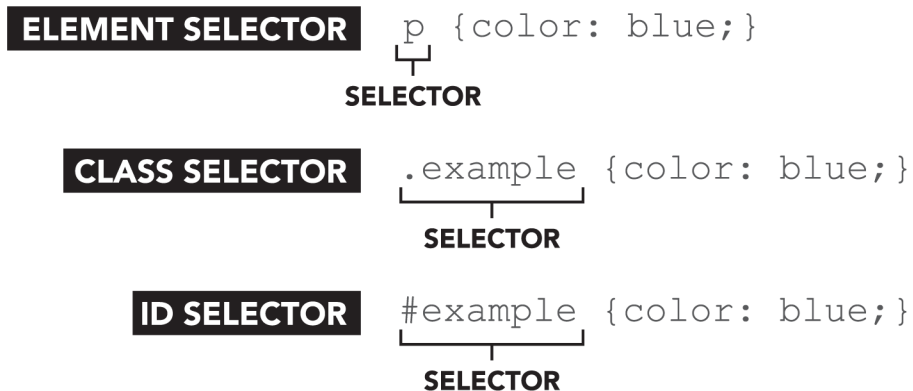 ELEMENT SELECTOR p {color: blue;}
SELECTOR
CLASS SELECTOR .example {color: blue;}
SELECTOR
ID SELECTOR #example {color: blue;}
SELECTOR